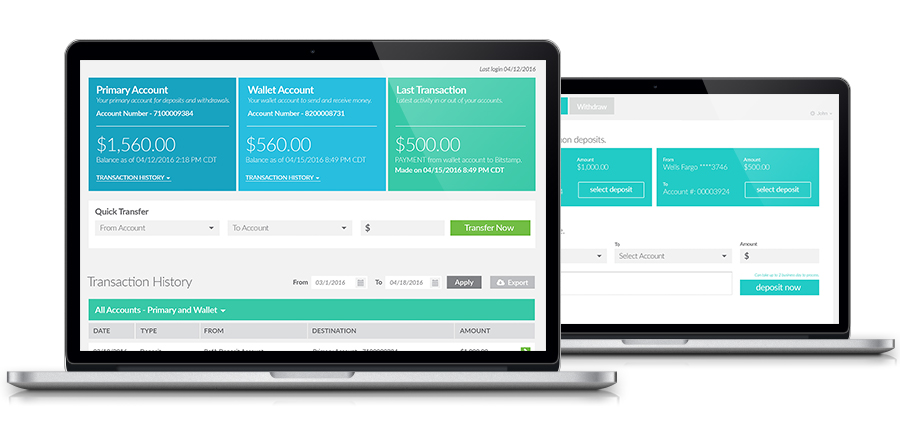 Last login 04/12/2016
Primary Account
Your primary account for deposits and withdrawals.
Account Number - 7100009384
$1,560.00
Balance as of 04/12/2016 2:18 PM CDT
TRANSACTION HISTORY
Wallet Account
Your wallet account to send and receive money.
Account Number - 8200008731
$560.00
Balance as of 04/15/2016 8:49 PM CDT
TRANSACTION HISTORY
Last Transaction
Latest activity in or out of your accounts.
$500.00
PAYMENT from wallet account to Bitstamp.
Made on 04/15/2016 8:49 PM CDT
Quick Transfer
From Account To Account $ Transfer Now
Transaction History From 03/1/2016 To 04/18/2016 Apply Export
All Accounts - Primary and Wallet
DATE TYPE FROM DESTINATION AMOUNT
Withdraw
on deposits.
Amount
$1,000.00
select deposit
From
Wells Fargo ****3746
Amount
$500.00
To
Account #: 00003924
select deposit
To
Select Account
Amount
$
deposit now